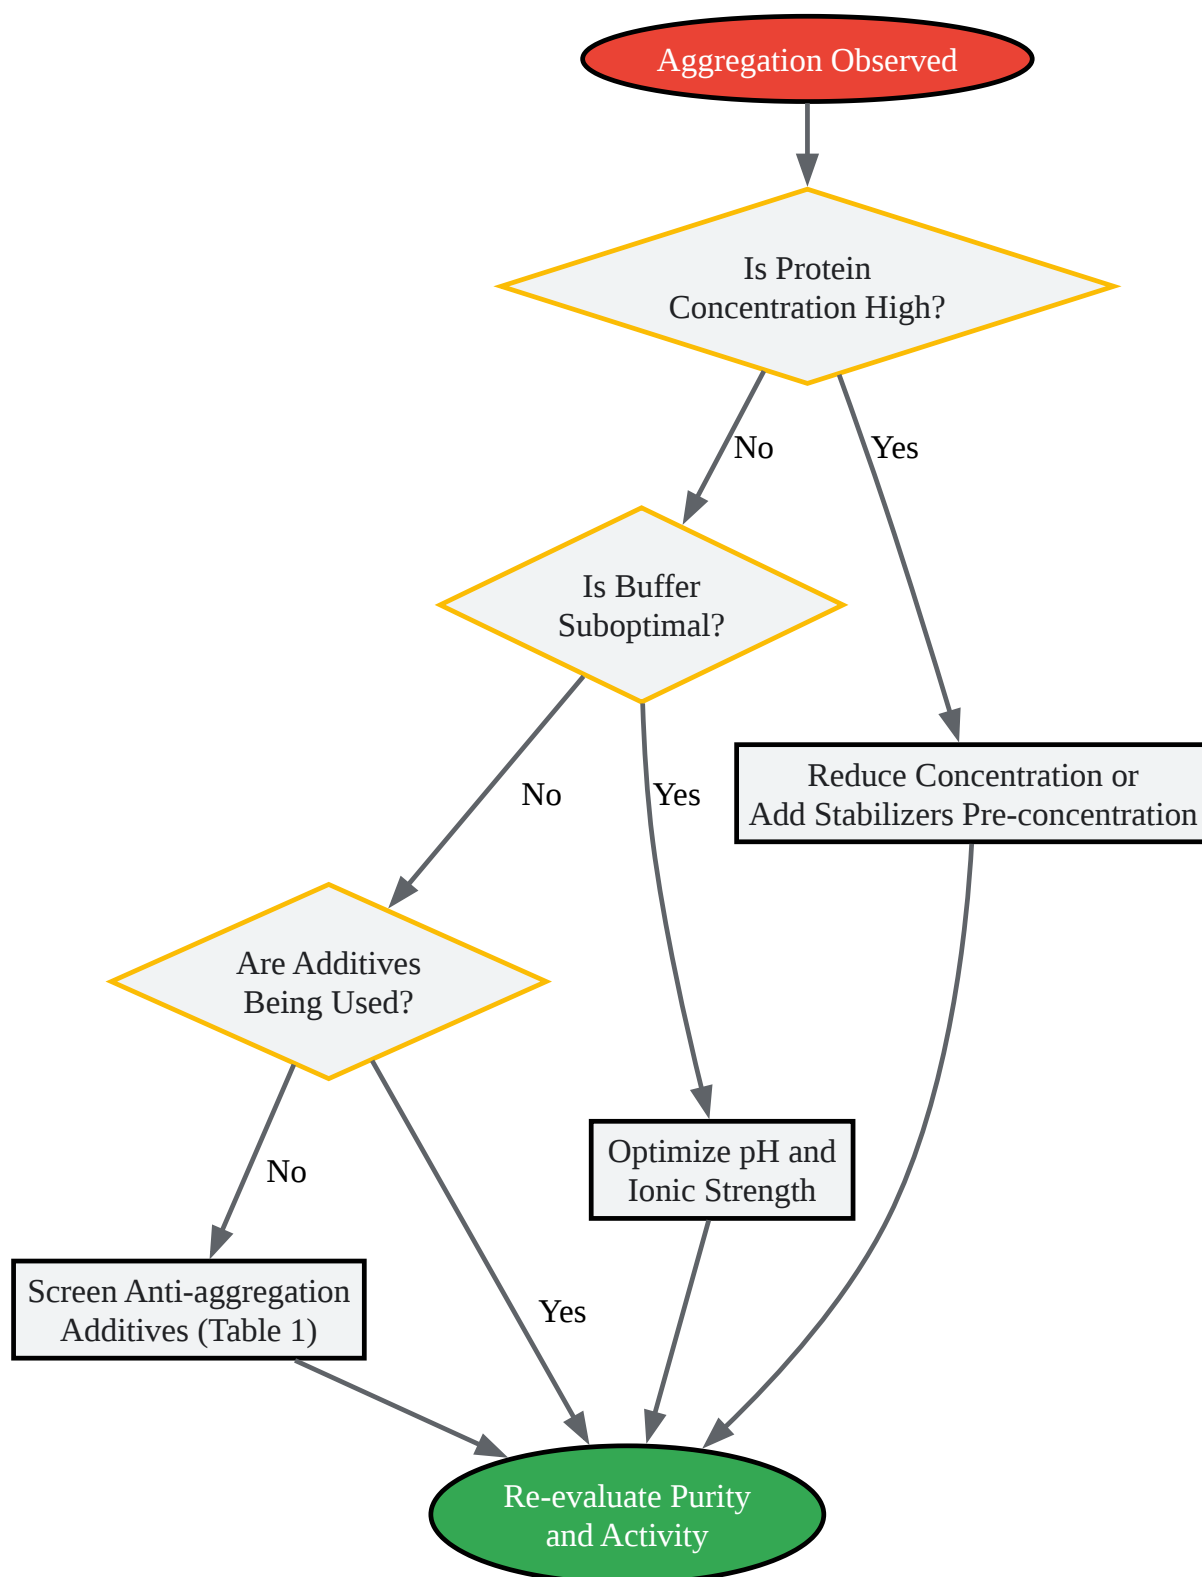 Aggregation Observed
Is Protein
Concentration High?
No
Yes
Is Buffer
Suboptimal?
No
Yes
Reduce Concentration or
Add Stabilizers Pre-concentration
Are Additives
Being Used?
No
Yes
Optimize pH and
Ionic Strength
Screen Anti-aggregation
Additives (Table 1)
Re-evaluate Purity
and Activity